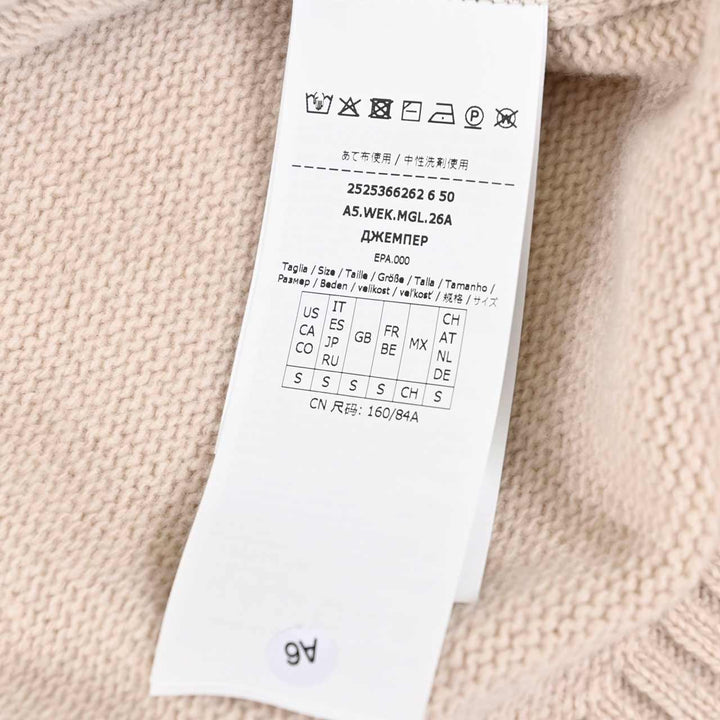 あて布使用 / 中性洗剤使用
2525366262 6 50
A5.WEK.MGL.26A
ДЖЕМПЕР
EPA.000
Taglia / Size / Taille / Größe / Talla / Tamanho /
Размер / Beden / velikost / veľkosť / 规格 / サイズ
US CA CO IT ES JP RU GB FR BE MX CH AT NL DE
S S S S CH S
CN 尺码: 160/84A
A6